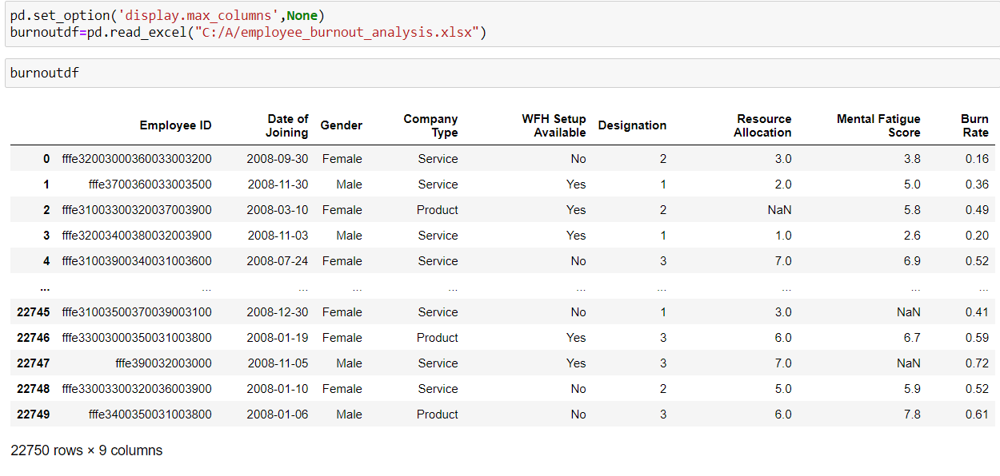 pd.set_option('display.max_columns',None)
burnoutdf=pd.read_excel("C:/A/employee_burnout_analysis.xlsx")
burnoutdf
Employee ID Date of Joining Gender Company Type WFH Setup Available Designation Resource Allocation Mental Fatigue Score Burn Rate
0 fffe32003000360033003200 2008-09-30 Female Service No 2 3.0 3.8 0.16
1 fffe3700360033003500 2008-11-30 Male Service Yes 1 2.0 5.0 0.36
2 fffe31003300320037003900 2008-03-10 Female Product Yes 2 NaN 5.8 0.49
3 fffe32003400380032003900 2008-11-03 Male Service Yes 1 1.0 2.6 0.20
4 fffe31003900340031003600 2008-07-24 Female Service No 3 7.0 6.9 0.52
... ... ... ... ... ... ... ... ... ...
22745 fffe31003500370039003100 2008-12-30 Female Service No 1 3.0 NaN 0.41
22746 fffe33003000350031003800 2008-01-19 Female Product Yes 3 6.0 6.7 0.59
22747 fffe390032003000 2008-11-05 Male Service Yes 3 7.0 NaN 0.72
22748 fffe33003300320036003900 2008-01-10 Female Service No 2 5.0 5.9 0.52
22749 fffe3400350031003800 2008-01-06 Male Product No 3 6.0 7.8 0.61
22750 rows × 9 columns